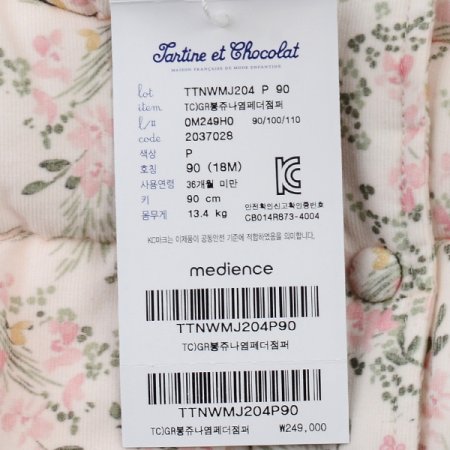 Tartine et Chocolat
MAISON FRANÇAISE DE MODE ENFANTINE
lot TTNWMJ204 P 90
item TC)GR봉쥬나염페더점퍼
l/# 0M249H0 90/100/110
code 2037028
색상 P
호칭 90 (18M)
사용연령 36개월 미만
키 90 cm
몸무게 13.4 kg
안전확인신고확인증번호
CB014R873-4004
KC마크는 이제품이 공통안전 기준에 적합하였음을 의미합니다.
medience
TTNWMJ204P90
TC)GR봉쥬나염페더점퍼
TTNWMJ204P90
TC)GR봉쥬나염페더점퍼 ₩249,000